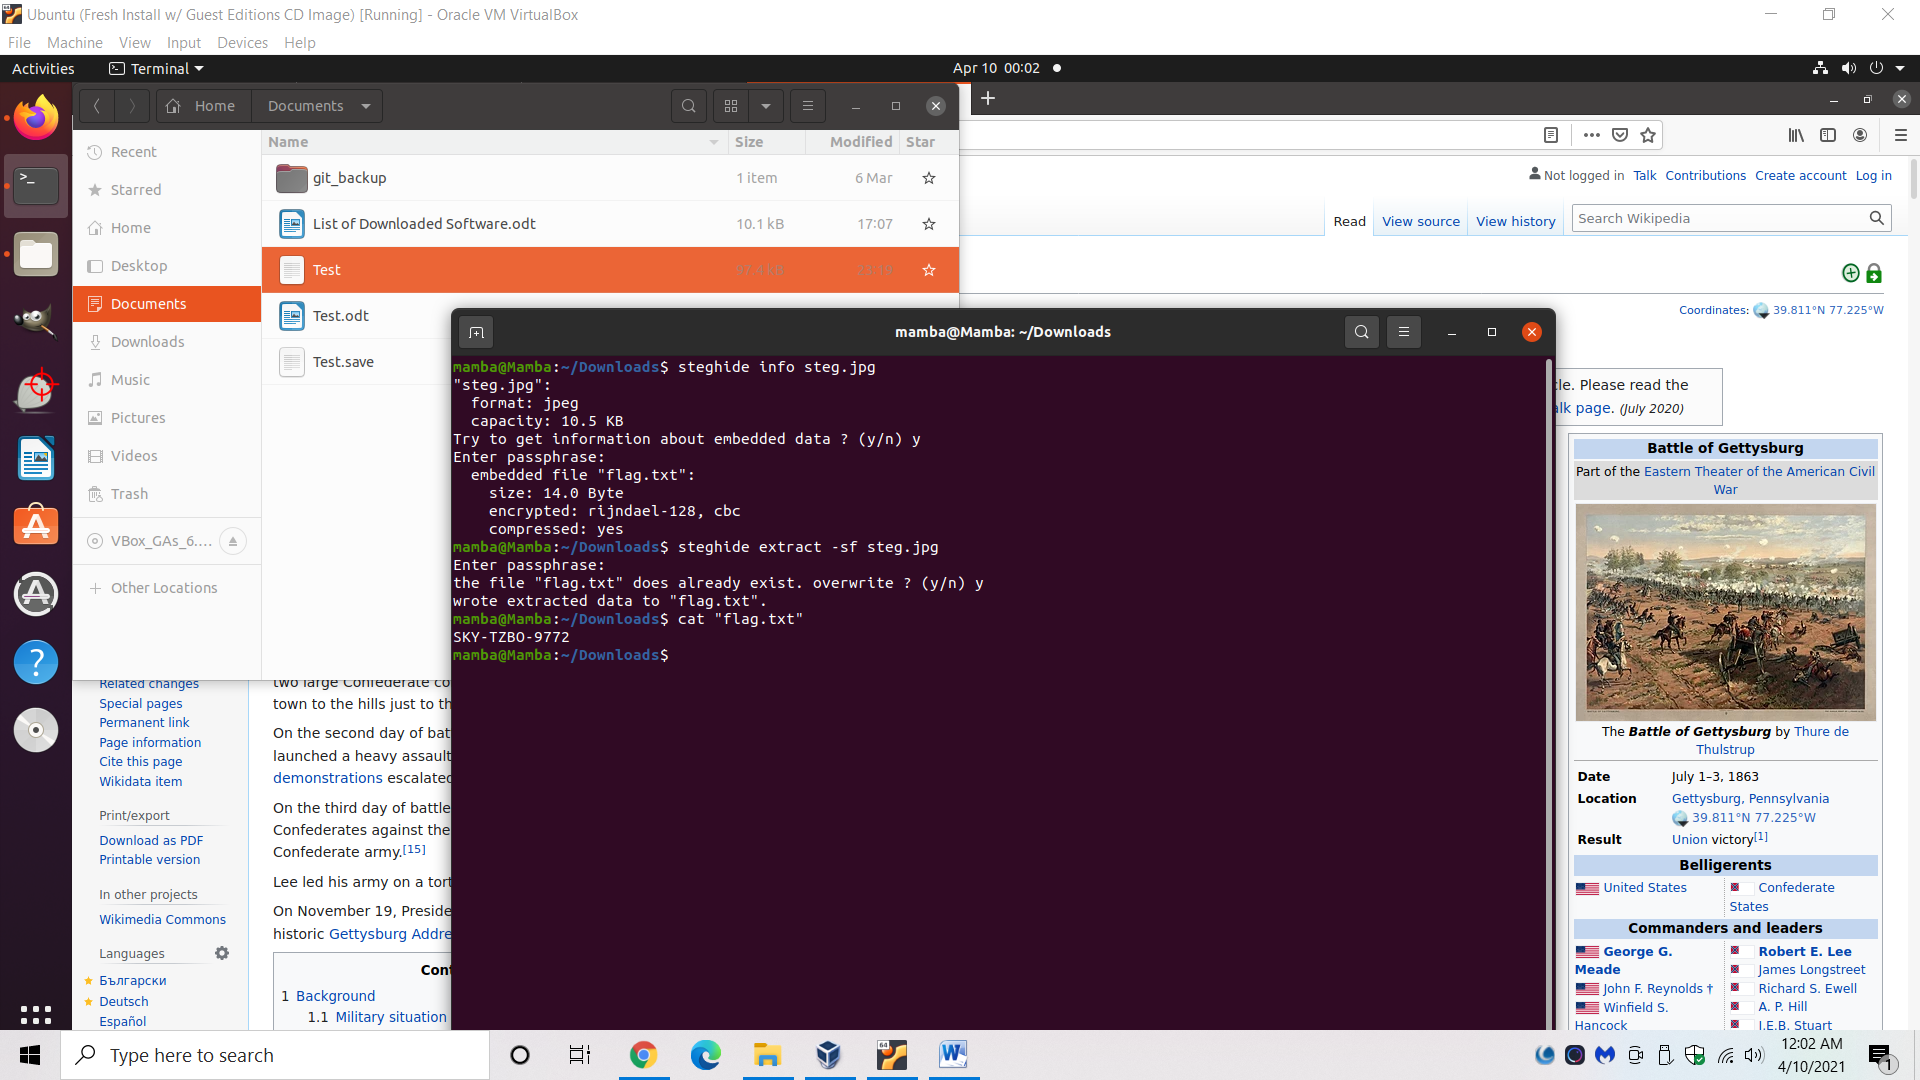 Ubuntu (Fresh Install w/ Guest Editions CD Image) [Running] - Oracle VM VirtualBox
File Machine View Input Devices Help
Activities Terminal Apr 10 00:02
Home Documents
Name Size Modified Star
Recent
Starred
Home
Desktop
Documents
Downloads
Music
Pictures
Videos
Trash
VBox_GAs_6....
Other Locations
git_backup 1 item 6 Mar
List of Downloaded Software.odt 10.1 kB 17:07
Test
Test.odt
Test.save
Not logged in Talk Contributions Create account Log in
Read View source View history Search Wikipedia
Coordinates: 39.811°N 77.225°W
cle. Please read the
alk page. (July 2020)
mamba@Mamba: ~/Downloads
mamba@Mamba:~/Downloads$ steghide info steg.jpg
"steg.jpg":
format: jpeg
capacity: 10.5 KB
Try to get information about embedded data ? (y/n) y
Enter passphrase:
embedded file "flag.txt":
size: 14.0 Byte
encrypted: rijndael-128, cbc
compressed: yes
mamba@Mamba:~/Downloads$ steghide extract -sf steg.jpg
Enter passphrase:
the file "flag.txt" does already exist. overwrite ? (y/n) y
wrote extracted data to "flag.txt".
mamba@Mamba:~/Downloads$ cat "flag.txt"
SKY-TZBO-9772
mamba@Mamba:~/Downloads$
Related changes
Special pages
Permanent link
Page information
Cite this page
Wikidata item
Print/export
Download as PDF
Printable version
In other projects
Wikimedia Commons
Languages
Български
Deutsch
Español
two large Confederate co
town to the hills just to th
On the second day of bat
launched a heavy assault
demonstrations escalated
On the third day of battle
Confederates against the
Confederate army.[15]
Lee led his army on a tort
On November 19, Preside
historic Gettysburg Addre
Cont
1 Background
1.1 Military situation
Battle of Gettysburg
Part of the Eastern Theater of the American Civil
War
The Battle of Gettysburg by Thure de
Thulstrup
Date July 1–3, 1863
Location Gettysburg, Pennsylvania
39.811°N 77.225°W
Result Union victory[1]
Belligerents
United States
Confederate
States
Commanders and leaders
George G.
Meade
John F. Reynolds †
Winfield S.
Hancock
Robert E. Lee
James Longstreet
Richard S. Ewell
A. P. Hill
J.E.B. Stuart
Type here to search
64
W
12:02 AM
4/10/2021
1